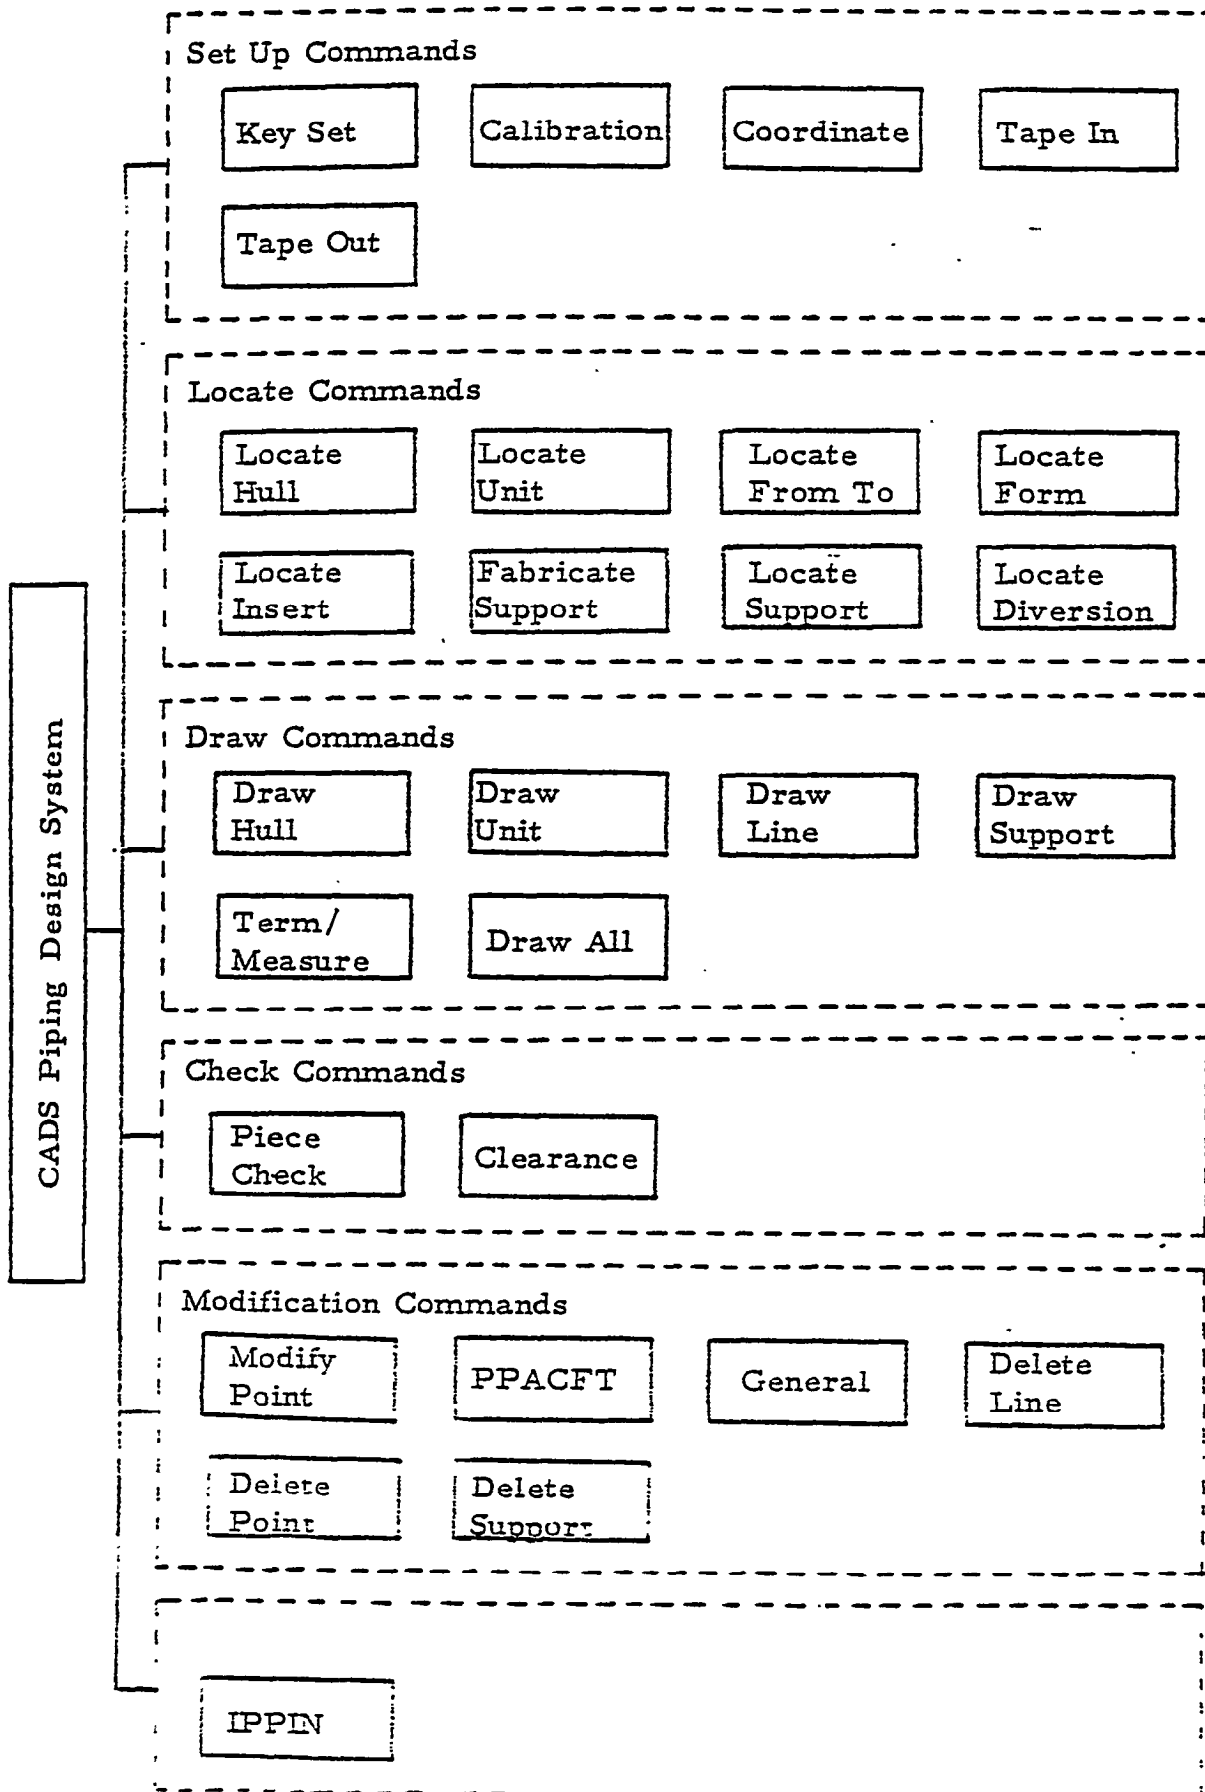 CADS Piping Design System
Set Up Commands
Key Set
Calibration
Coordinate
Tape In
Tape Out
Locate Commands
Locate
Hull
Locate
Unit
Locate
From To
Locate
Form
Locate
Insert
Fabricate
Support
Locate
Support
Locate
Diversion
Draw Commands
Draw
Hull
Draw
Unit
Draw
Line
Draw
Support
Term/
Measure
Draw All
Check Commands
Piece
Check
Clearance
Modification Commands
Modify
Point
PPACFT
General
Delete
Line
Delete
Point
Delete
Support
IPPIN